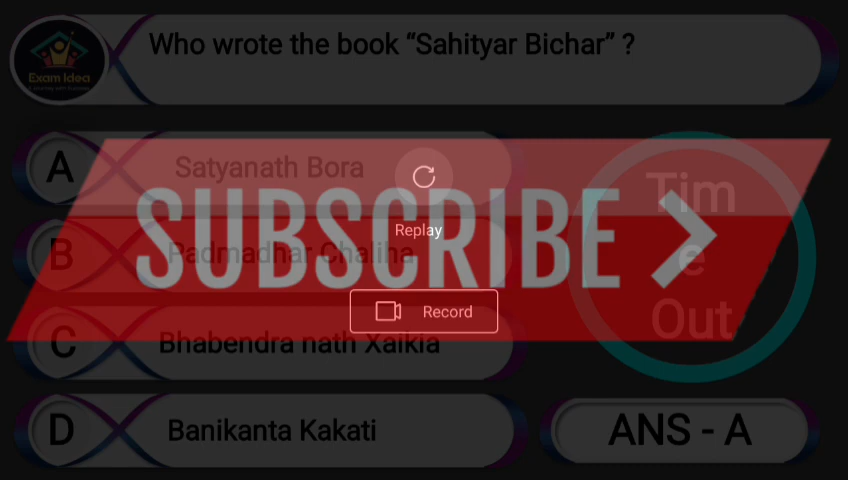 Who wrote the book “Sahityar Bichar” ?
Exam Idea
A
Satyanath Bora
SUBSCRIBE
Replay
Tim
e
Out
B
Padmadhar Chaliha
Record
C
Bhabendra nath Xaikia
D
Banikanta Kakati
ANS - A